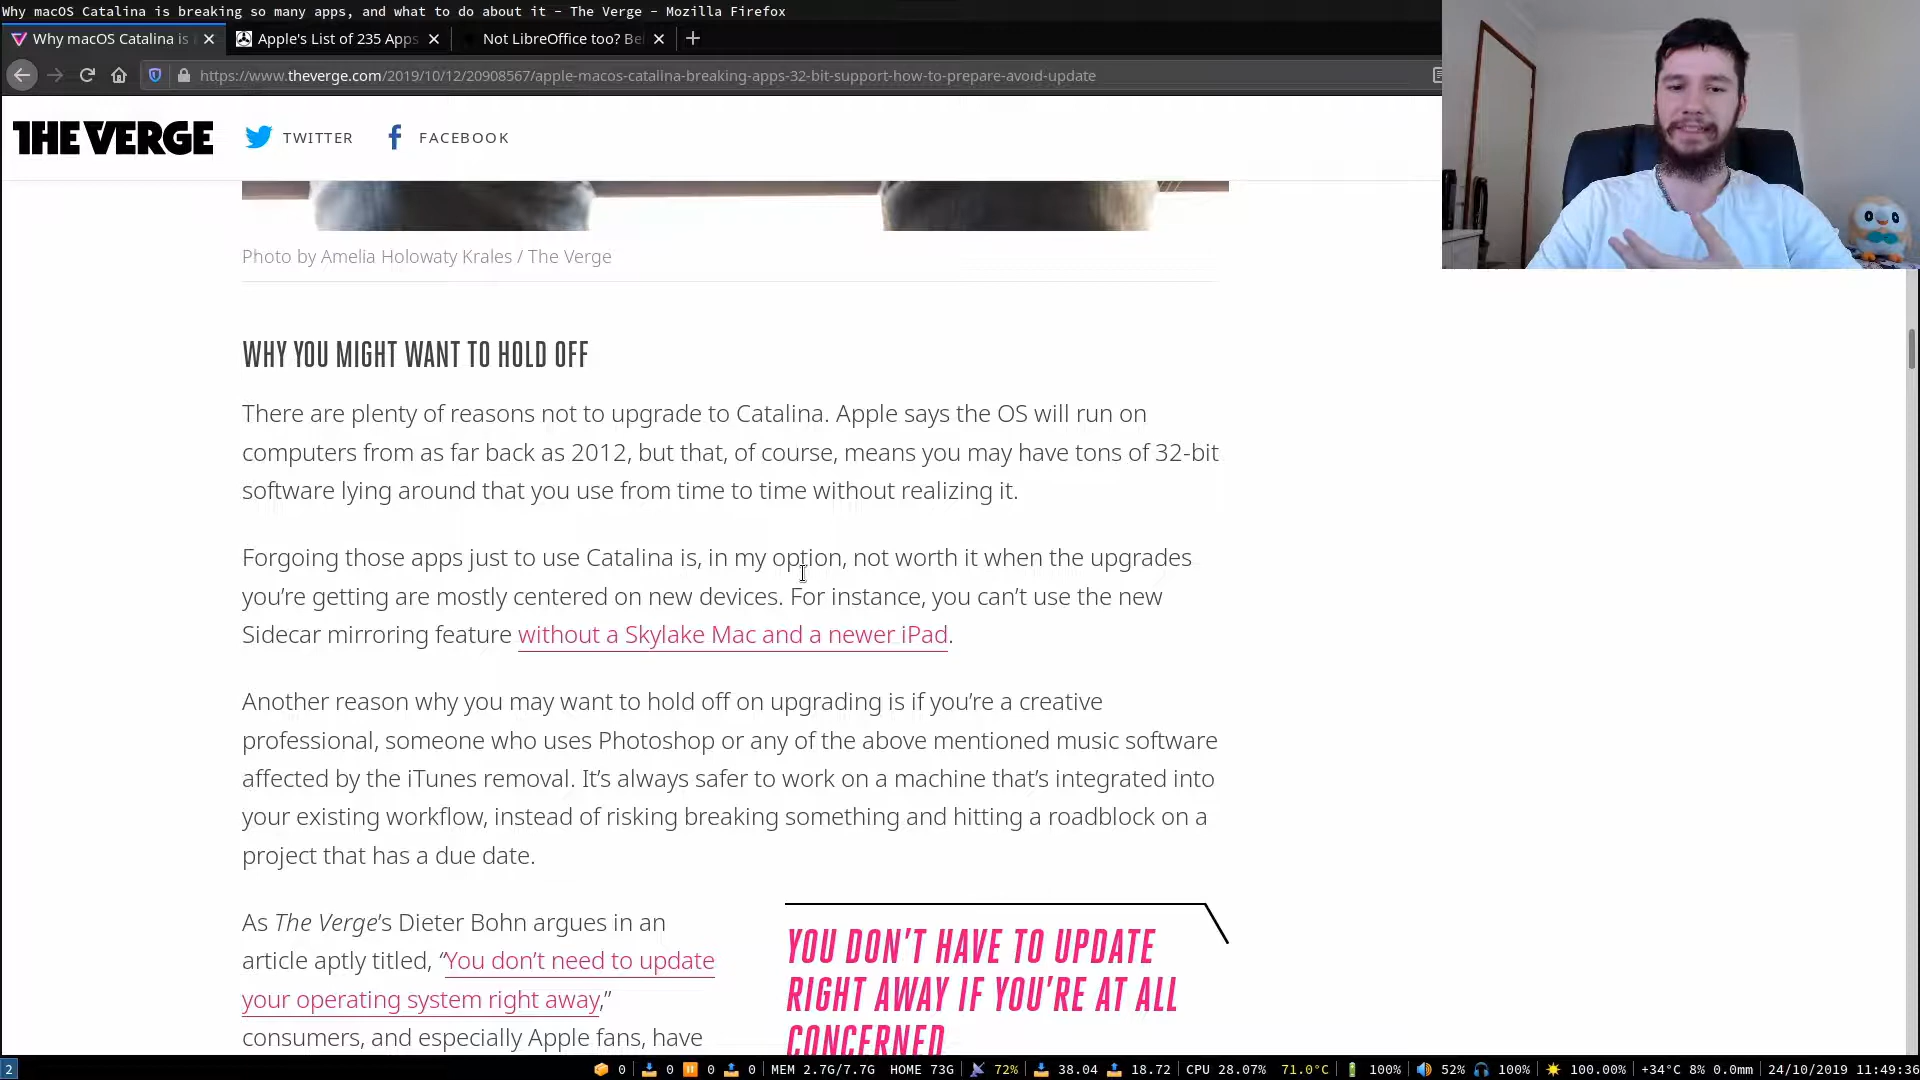 Why macOS Catalina is breaking so many apps, and what to do about it - The Verge - Mozilla Firefox
Why macOS Catalina is
Apple's List of 235 Apps
Not LibreOffice too? Be
https://www.theverge.com/2019/10/12/20908567/apple-macos-catalina-breaking-apps-32-bit-support-how-to-prepare-avoid-update
THE VERGE TWITTER FACEBOOK
Photo by Amelia Holowaty Krales / The Verge
WHY YOU MIGHT WANT TO HOLD OFF
There are plenty of reasons not to upgrade to Catalina. Apple says the OS will run on
computers from as far back as 2012, but that, of course, means you may have tons of 32-bit
software lying around that you use from time to time without realizing it.
Forgoing those apps just to use Catalina is, in my option, not worth it when the upgrades
you're getting are mostly centered on new devices. For instance, you can't use the new
Sidecar mirroring feature without a Skylake Mac and a newer iPad.
Another reason why you may want to hold off on upgrading is if you're a creative
professional, someone who uses Photoshop or any of the above mentioned music software
affected by the iTunes removal. It's always safer to work on a machine that's integrated into
your existing workflow, instead of risking breaking something and hitting a roadblock on a
project that has a due date.
As The Verge's Dieter Bohn argues in an
article aptly titled, “You don't need to update
your operating system right away,”
consumers, and especially Apple fans, have
YOU DON'T HAVE TO UPDATE
RIGHT AWAY IF YOU'RE AT ALL
CONCERNED
2 0 0 0 0 MEM 2.7G/7.7G HOME 73G 72% 38.04 18.72 CPU 28.07% 71.0°C 100% 52% 100% 100.00% +34°C 8% 0.0mm 24/10/2019 11:49:36